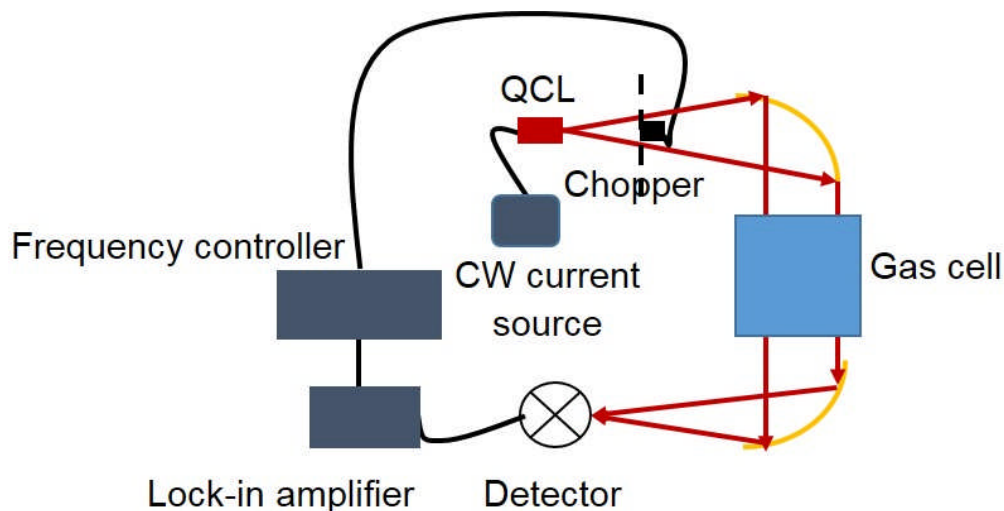 QCL
Chopper
Frequency controller
CW current
source
Gas cell
Lock-in amplifier
Detector